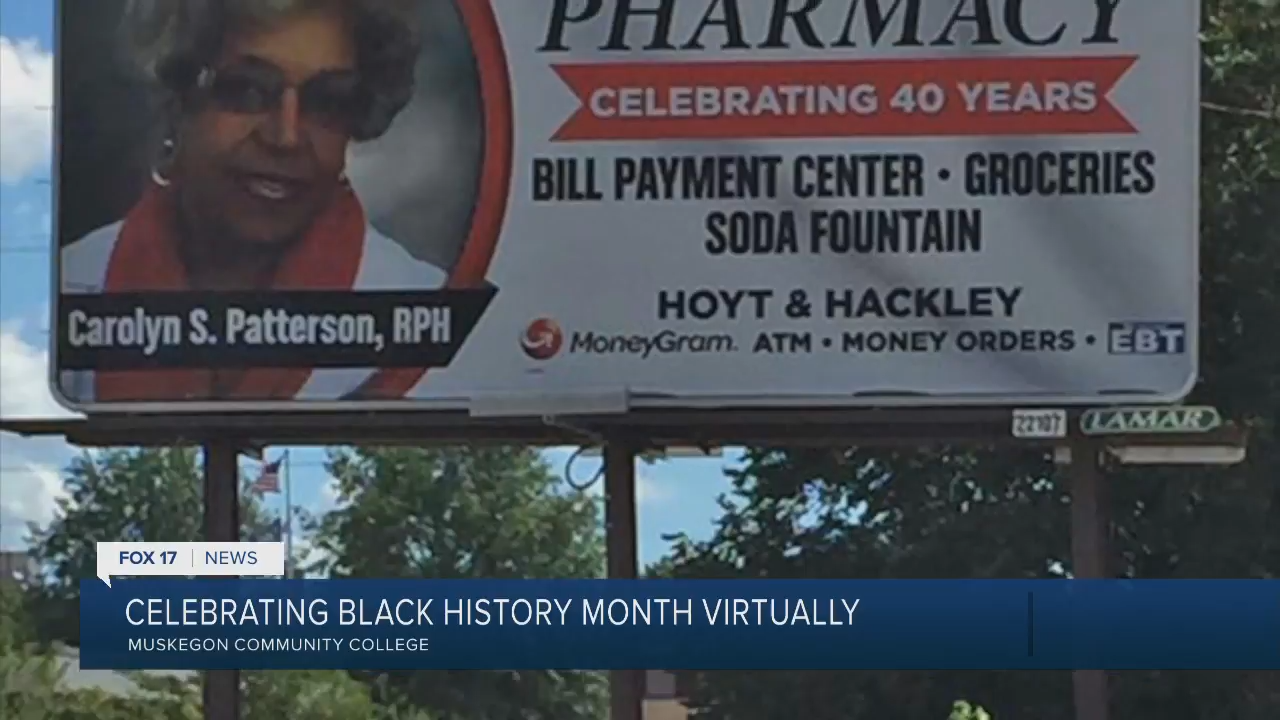 PHARMACY
CELEBRATING 40 YEARS
BILL PAYMENT CENTER • GROCERIES
SODA FOUNTAIN
HOYT & HACKLEY
MoneyGram. ATM • MONEY ORDERS • EBT
Carolyn S. Patterson, RPH
22107 LAMAR
FOX 17 | NEWS
CELEBRATING BLACK HISTORY MONTH VIRTUALLY
MUSKEGON COMMUNITY COLLEGE